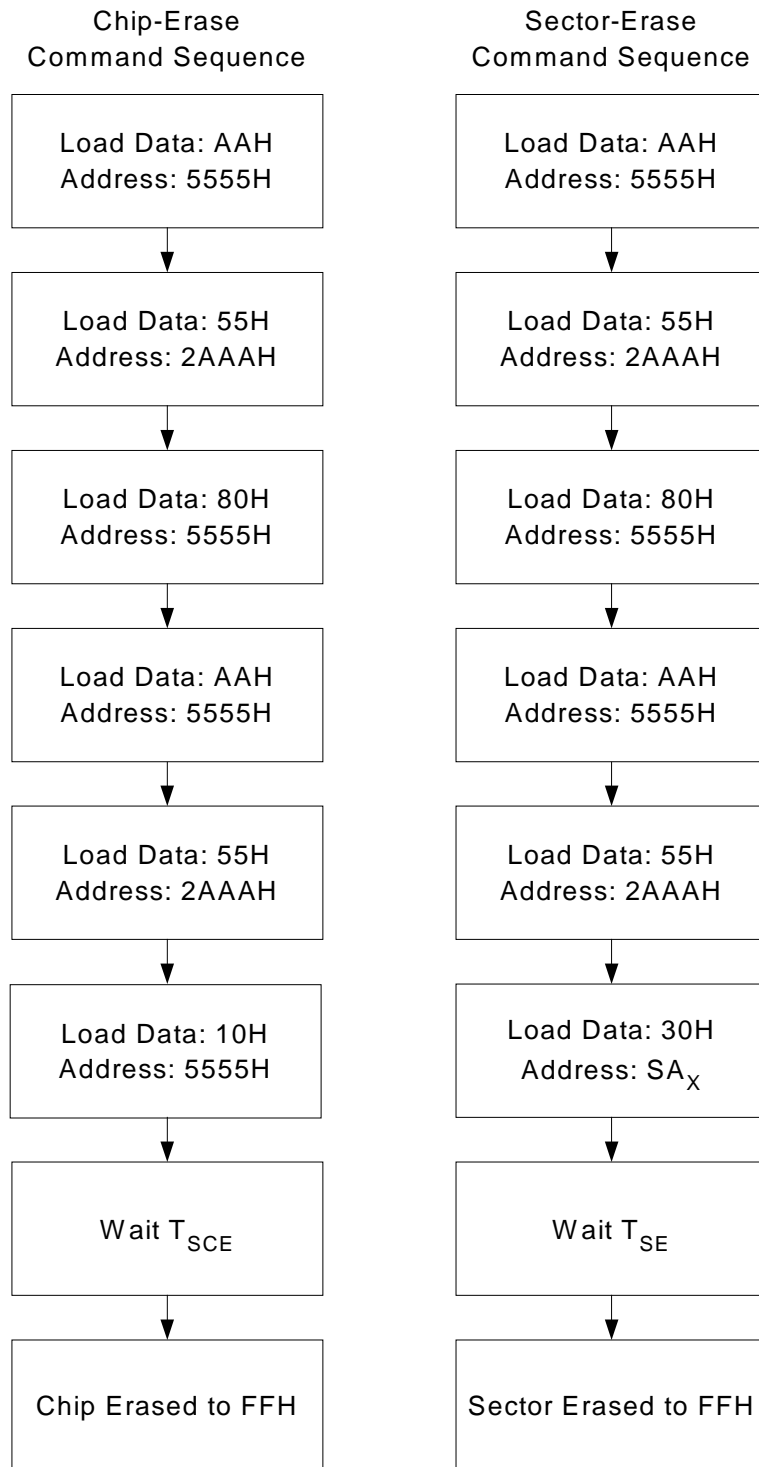 Chip-Erase
Command Sequence
Load Data: AAH
Address: 5555H
Load Data: 55H
Address: 2AAAH
Load Data: 80H
Address: 5555H
Load Data: AAH
Address: 5555H
Load Data: 55H
Address: 2AAAH
Load Data: 10H
Address: 5555H
Wait TSCE
Chip Erased to FFH
Sector-Erase
Command Sequence
Load Data: AAH
Address: 5555H
Load Data: 55H
Address: 2AAAH
Load Data: 80H
Address: 5555H
Load Data: AAH
Address: 5555H
Load Data: 55H
Address: 2AAAH
Load Data: 30H
Address: SAX
Wait TSE
Sector Erased to FFH